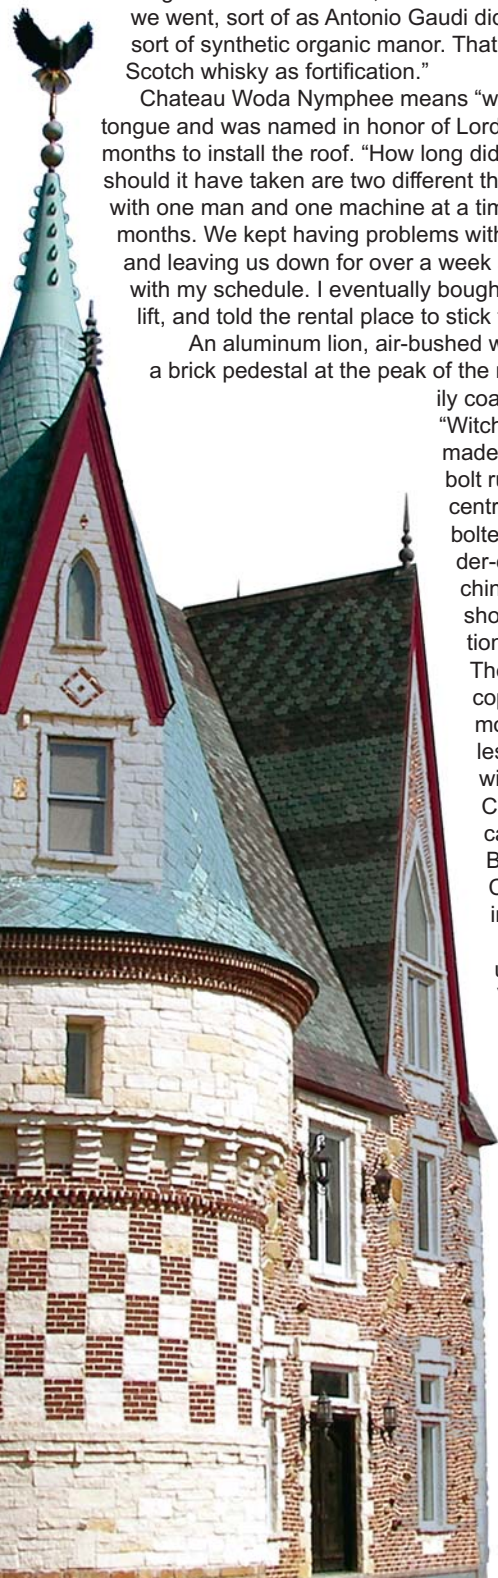 we went, sort of as Antonio Gaudi did
sort of synthetic organic manor. That
Scotch whisky as fortification.”
Chateau Woda Nymphee means “w
tongue and was named in honor of Lord
months to install the roof. “How long did
should it have taken are two different th
with one man and one machine at a tim
months. We kept having problems with
and leaving us down for over a week
with my schedule. I eventually bough
lift, and told the rental place to stick
An aluminum lion, air-bushed w
a brick pedestal at the peak of the
ily coa
“Witch
made
bolt ru
centr
bolte
der-
chin
sho
tion
Th
cop
mo
les
wi
C
ca
B
C
i
u